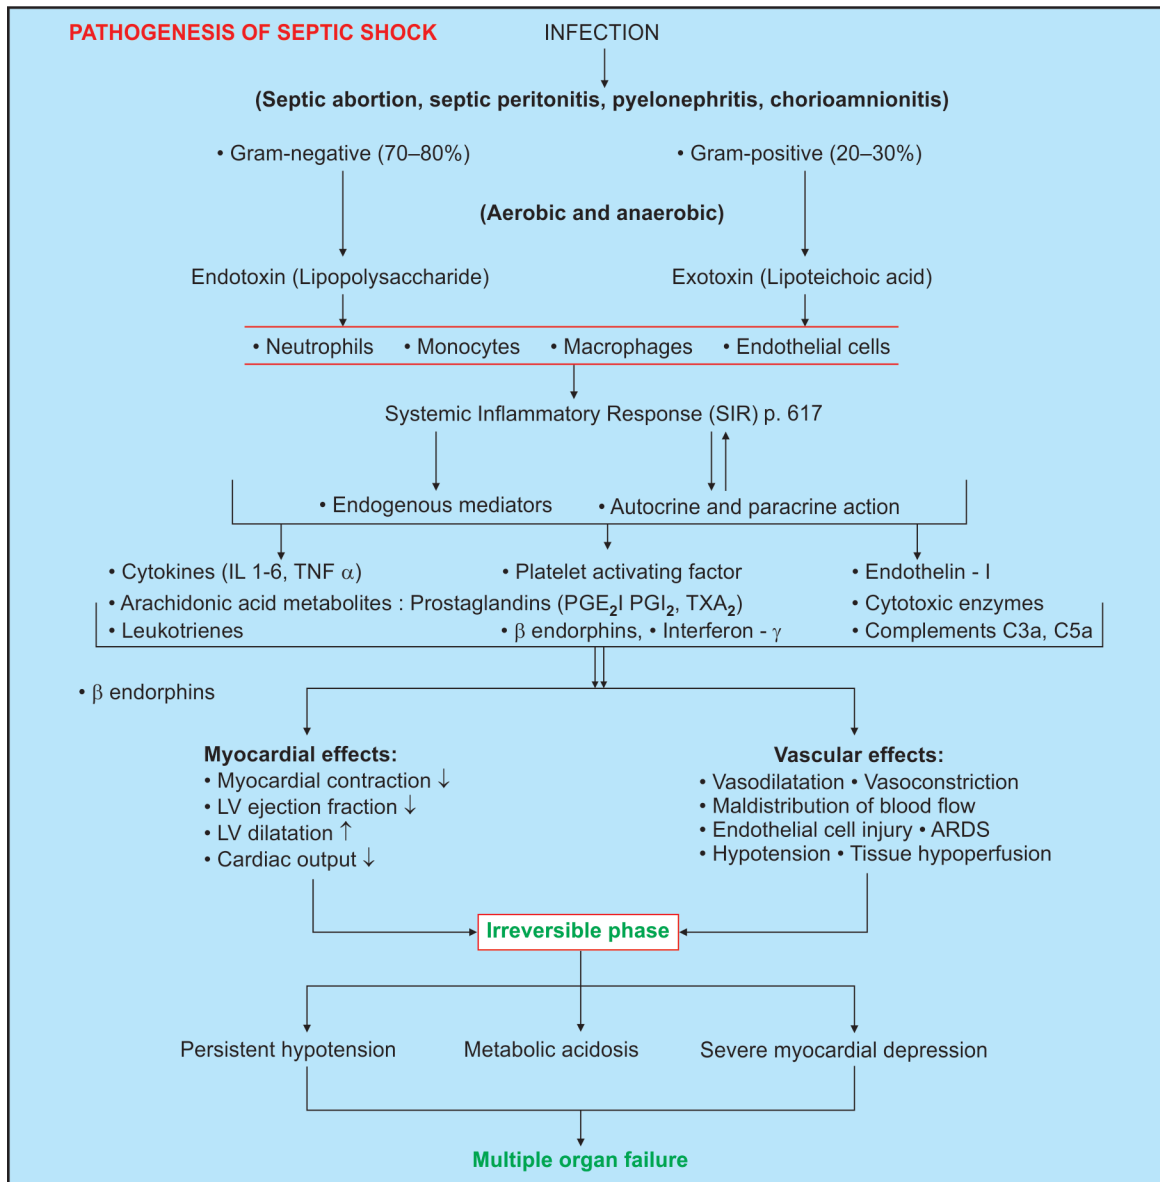 PATHOGENESIS OF SEPTIC SHOCK
INFECTION
(Septic abortion, septic peritonitis, pyelonephritis, chorioamnionitis)
• Gram-negative (70–80%) • Gram-positive (20–30%)
(Aerobic and anaerobic)
Endotoxin (Lipopolysaccharide) Exotoxin (Lipoteichoic acid)
• Neutrophils • Monocytes • Macrophages • Endothelial cells
Systemic Inflammatory Response (SIR) p. 617
• Endogenous mediators • Autocrine and paracrine action
• Cytokines (IL 1-6, TNF α) • Platelet activating factor • Endothelin - I
• Arachidonic acid metabolites : Prostaglandins (PGE₂I PGI₂, TXA₂) • Cytotoxic enzymes
• Leukotrienes • β endorphins, • Interferon - γ • Complements C3a, C5a
• β endorphins
Myocardial effects:
• Myocardial contraction ↓
• LV ejection fraction ↓
• LV dilatation ↑
• Cardiac output ↓
Vascular effects:
• Vasodilatation • Vasoconstriction
• Maldistribution of blood flow
• Endothelial cell injury • ARDS
• Hypotension • Tissue hypoperfusion
Irreversible phase
Persistent hypotension Metabolic acidosis Severe myocardial depression
Multiple organ failure